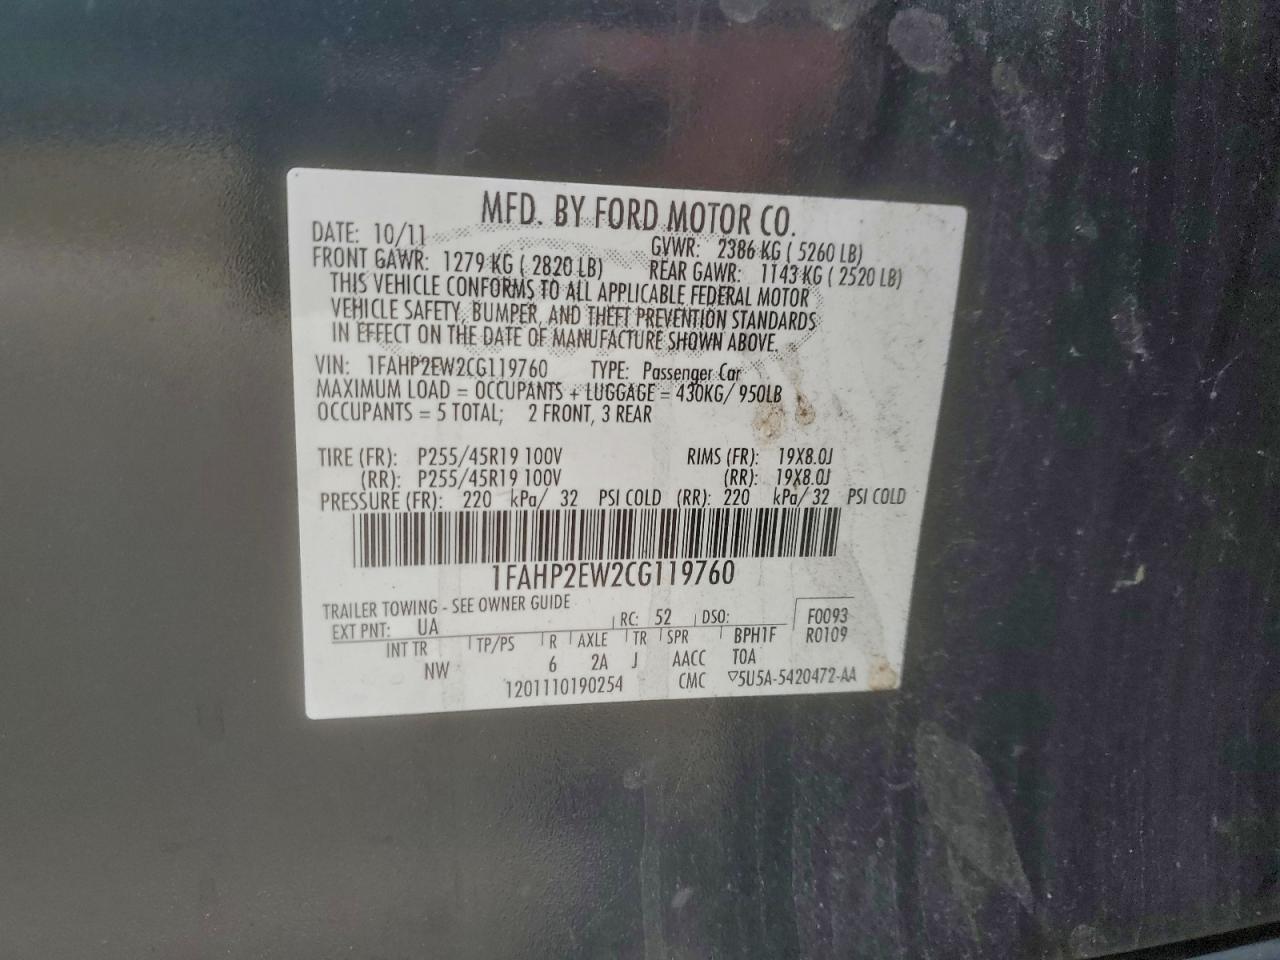 MFD. BY FORD MOTOR CO.
DATE: 10/11 GVWR: 2386 KG ( 5260 LB)
FRONT GAWR: 1279 KG ( 2820 LB) REAR GAWR: 1143 KG ( 2520 LB)
THIS VEHICLE CONFORMS TO ALL APPLICABLE FEDERAL MOTOR
VEHICLE SAFETY, BUMPER, AND THEFT PREVENTION STANDARDS
IN EFFECT ON THE DATE OF MANUFACTURE SHOWN ABOVE.
VIN: 1FAHP2EW2CG119760 TYPE: Passenger Car
MAXIMUM LOAD = OCCUPANTS + LUGGAGE = 430KG/ 950LB
OCCUPANTS = 5 TOTAL; 2 FRONT, 3 REAR
TIRE (FR): P255/45R19 100V RIMS (FR): 19X8.0J
(RR): P255/45R19 100V (RR): 19X8.0J
PRESSURE (FR): 220 kPa/ 32 PSI COLD (RR): 220 kPa/ 32 PSI COLD
1FAHP2EW2CG119760
TRAILER TOWING - SEE OWNER GUIDE
EXT PNT: UA RC: 52 DSO: F0093
INT TR TP/PS R AXLE TR SPR BPH1F R0109
NW 6 2A J AACC TOA
1201110190254 CMC ▽5U5A-5420472-AA